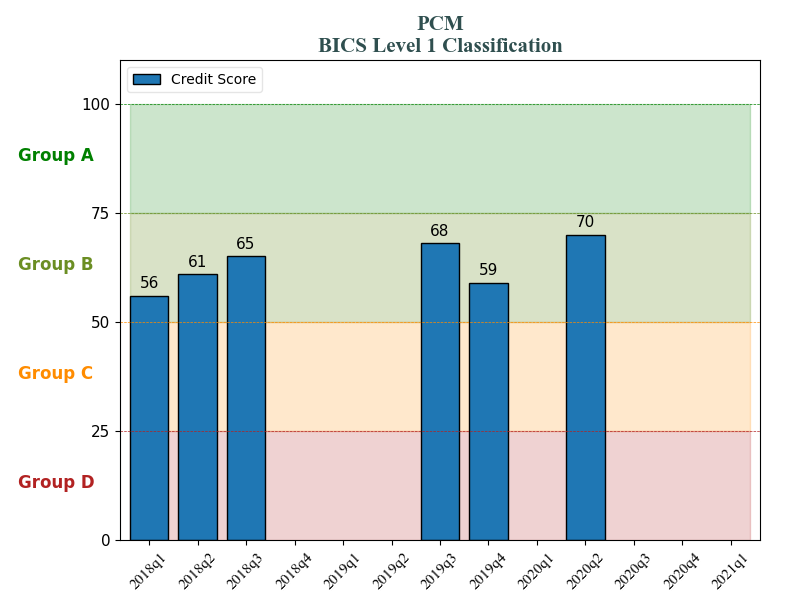 PCM
BICS Level 1 Classification
Credit Score
100
Group A
75
70
68
65
Group B
61
59
56
50
Group C
25
Group D
0
2018q1
2018q2
2018q3
2018q4
2019q1
2019q2
2019q3
2019q4
2020q1
2020q2
2020q3
2020q4
2021q1